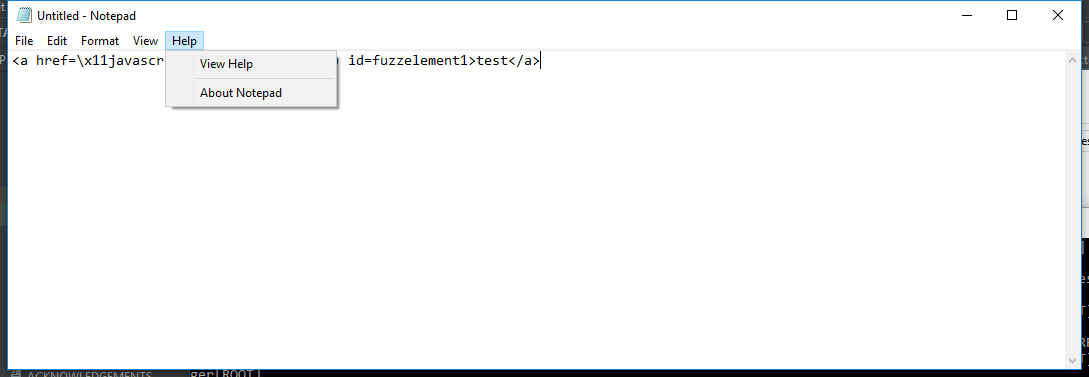 Untitled - Notepad
File Edit Format View Help
<a href=\x11javascr ) id=fuzzelement1>test</a>
View Help
About Notepad
ACKNOWLEDGEMENTS
ger[ROOT]